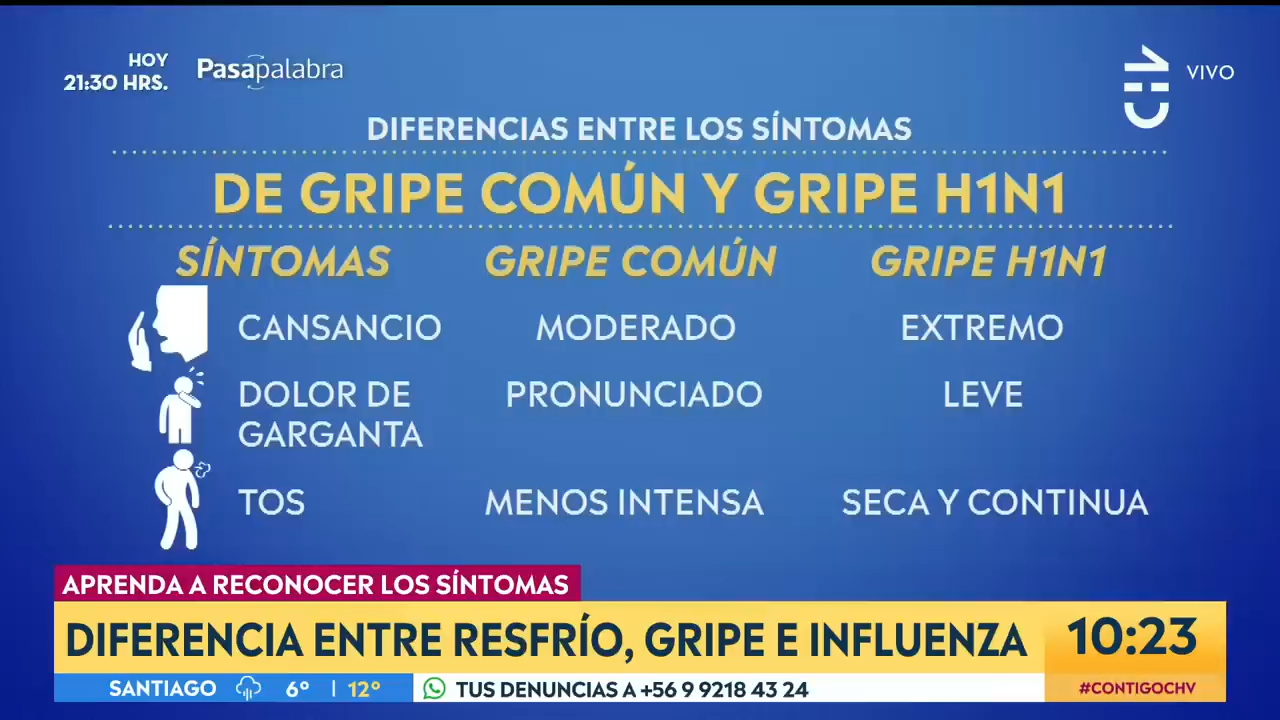 HOY
21:30 HRS.
Pasapalabra
CHV
VIVO
DIFERENCIAS ENTRE LOS SÍNTOMAS
DE GRIPE COMÚN Y GRIPE H1N1
SÍNTOMAS GRIPE COMÚN GRIPE H1N1
CANSANCIO MODERADO EXTREMO
DOLOR DE GARGANTA PRONUNCIADO LEVE
TOS MENOS INTENSA SECA Y CONTINUA
APRENDA A RECONOCER LOS SÍNTOMAS
DIFERENCIA ENTRE RESFRÍO, GRIPE E INFLUENZA
10:23
SANTIAGO 6° | 12° TUS DENUNCIAS A +56 9 9218 43 24
#CONTIGOCHV